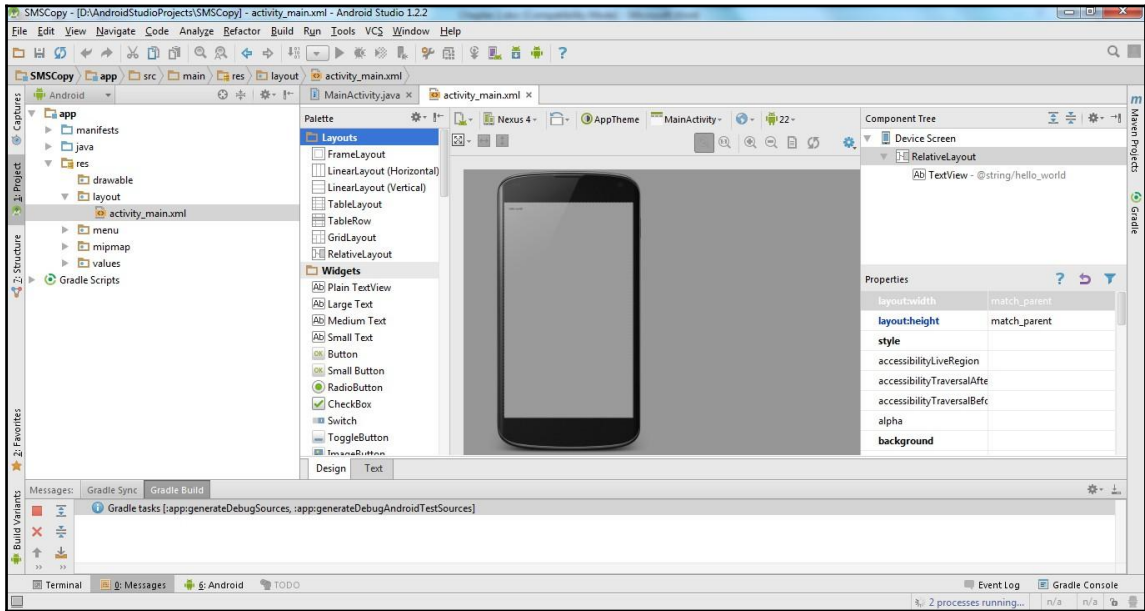 SMSCopy - [D:\AndroidStudioProjects\SMSCopy] - activity_main.xml - Android Studio 1.2.2
File Edit View Navigate Code Analyze Refactor Build Run Tools VCS Window Help
SMSCopy app src main res layout activity_main.xml
Captures
1: Project
7: Structure
2: Favorites
Build Variants
Android
app
manifests
java
res
drawable
layout
activity_main.xml
menu
mipmap
values
Gradle Scripts
MainActivity.java activity_main.xml
Palette
Layouts
FrameLayout
LinearLayout (Horizontal)
LinearLayout (Vertical)
TableLayout
TableRow
GridLayout
RelativeLayout
Widgets
Plain TextView
Large Text
Medium Text
Small Text
Button
Small Button
RadioButton
CheckBox
Switch
ToggleButton
ImageButton
Nexus 4 AppTheme MainActivity 22
Design Text
Component Tree
Device Screen
RelativeLayout
Ab TextView - @string/hello_world
Properties
layout:width match_parent
layout:height match_parent
style
accessibilityLiveRegion
accessibilityTraversalAfte
accessibilityTraversalBefc
alpha
background
Maven Projects
Gradle
Messages: Gradle Sync Gradle Build
Gradle tasks [:app:generateDebugSources, :app:generateDebugAndroidTestSources]
Terminal 0: Messages 6: Android TODO Event Log Gradle Console
2 processes running... n/a n/a